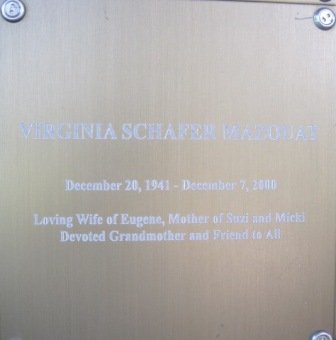 VIRGINIA SCHAFER MAZOUAT
December 20, 1941 - December 7, 2000
Loving Wife of Eugene, Mother of Suzi and Micki
Devoted Grandmother and Friend to All